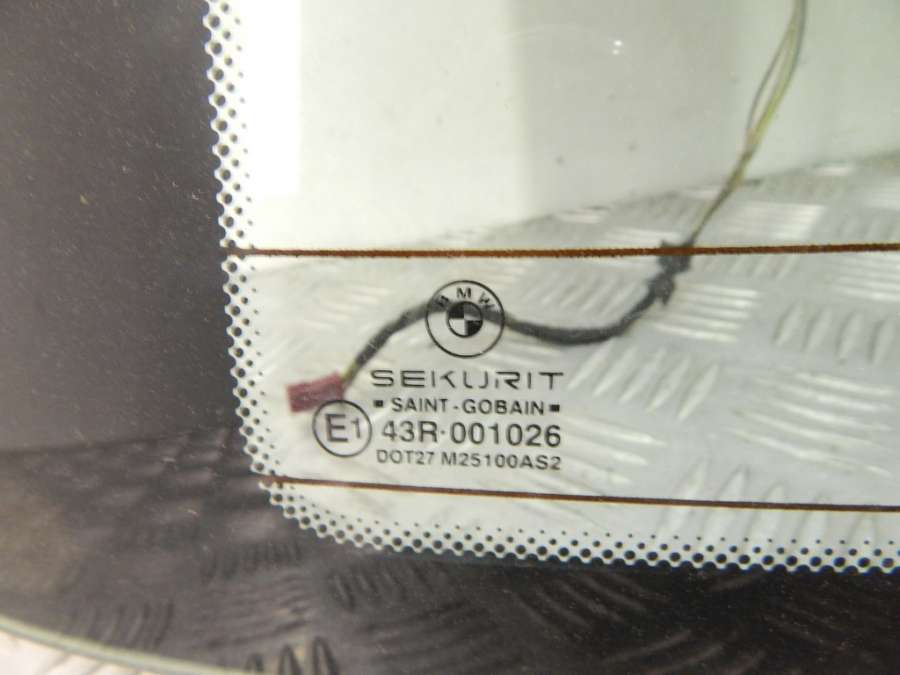 BMW
SEKURIT
SAINT-GOBAIN
E1 43R-001026
DOT27 M25100AS2